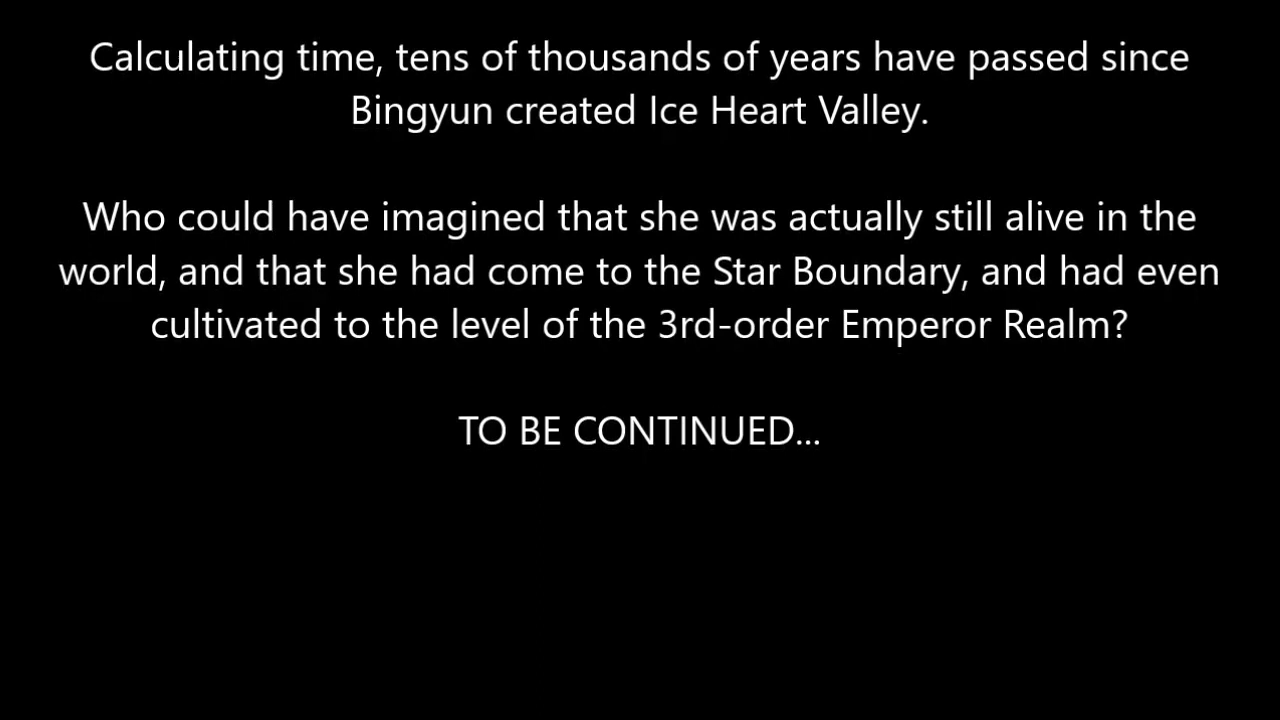 Calculating time, tens of thousands of years have passed since
Bingyun created Ice Heart Valley.
Who could have imagined that she was actually still alive in the
world, and that she had come to the Star Boundary, and had even
cultivated to the level of the 3rd-order Emperor Realm?
TO BE CONTINUED...